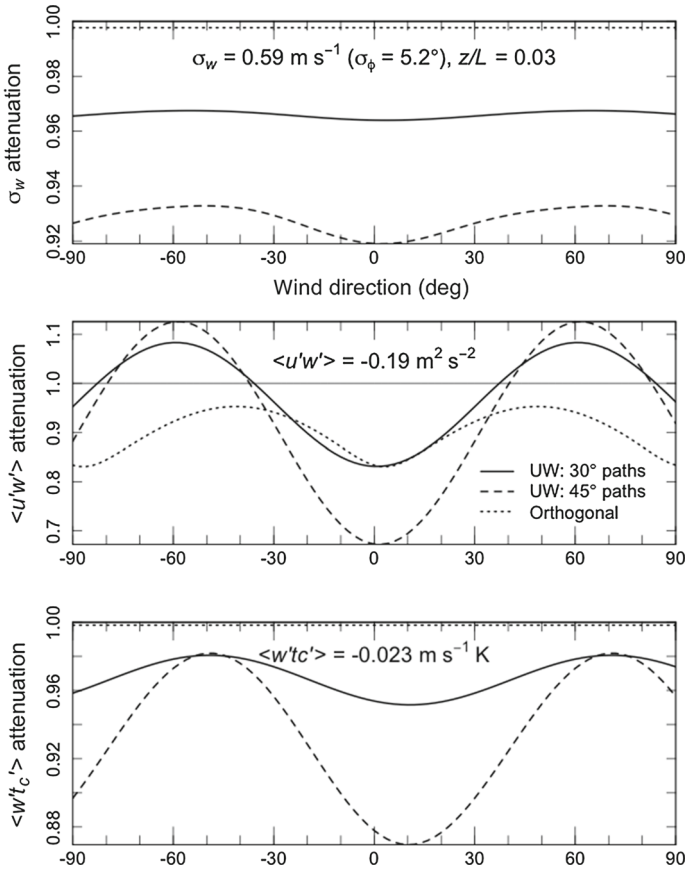 σw attenuation
1.00
0.98
0.96
0.94
0.92
σw = 0.59 m s⁻¹ (σϕ = 5.2°), z/L = 0.03
-90 -60 -30 0 30 60 90
Wind direction (deg)
<u'w'> attenuation
1.1
1.0
0.9
0.8
0.7
<u'w'> = -0.19 m² s⁻²
UW: 30° paths
UW: 45° paths
Orthogonal
-90 -60 -30 0 30 60 90
<w'tc'> attenuation
1.00
0.96
0.92
0.88
<w'tc'> = -0.023 m s⁻¹ K
-90 -60 -30 0 30 60 90